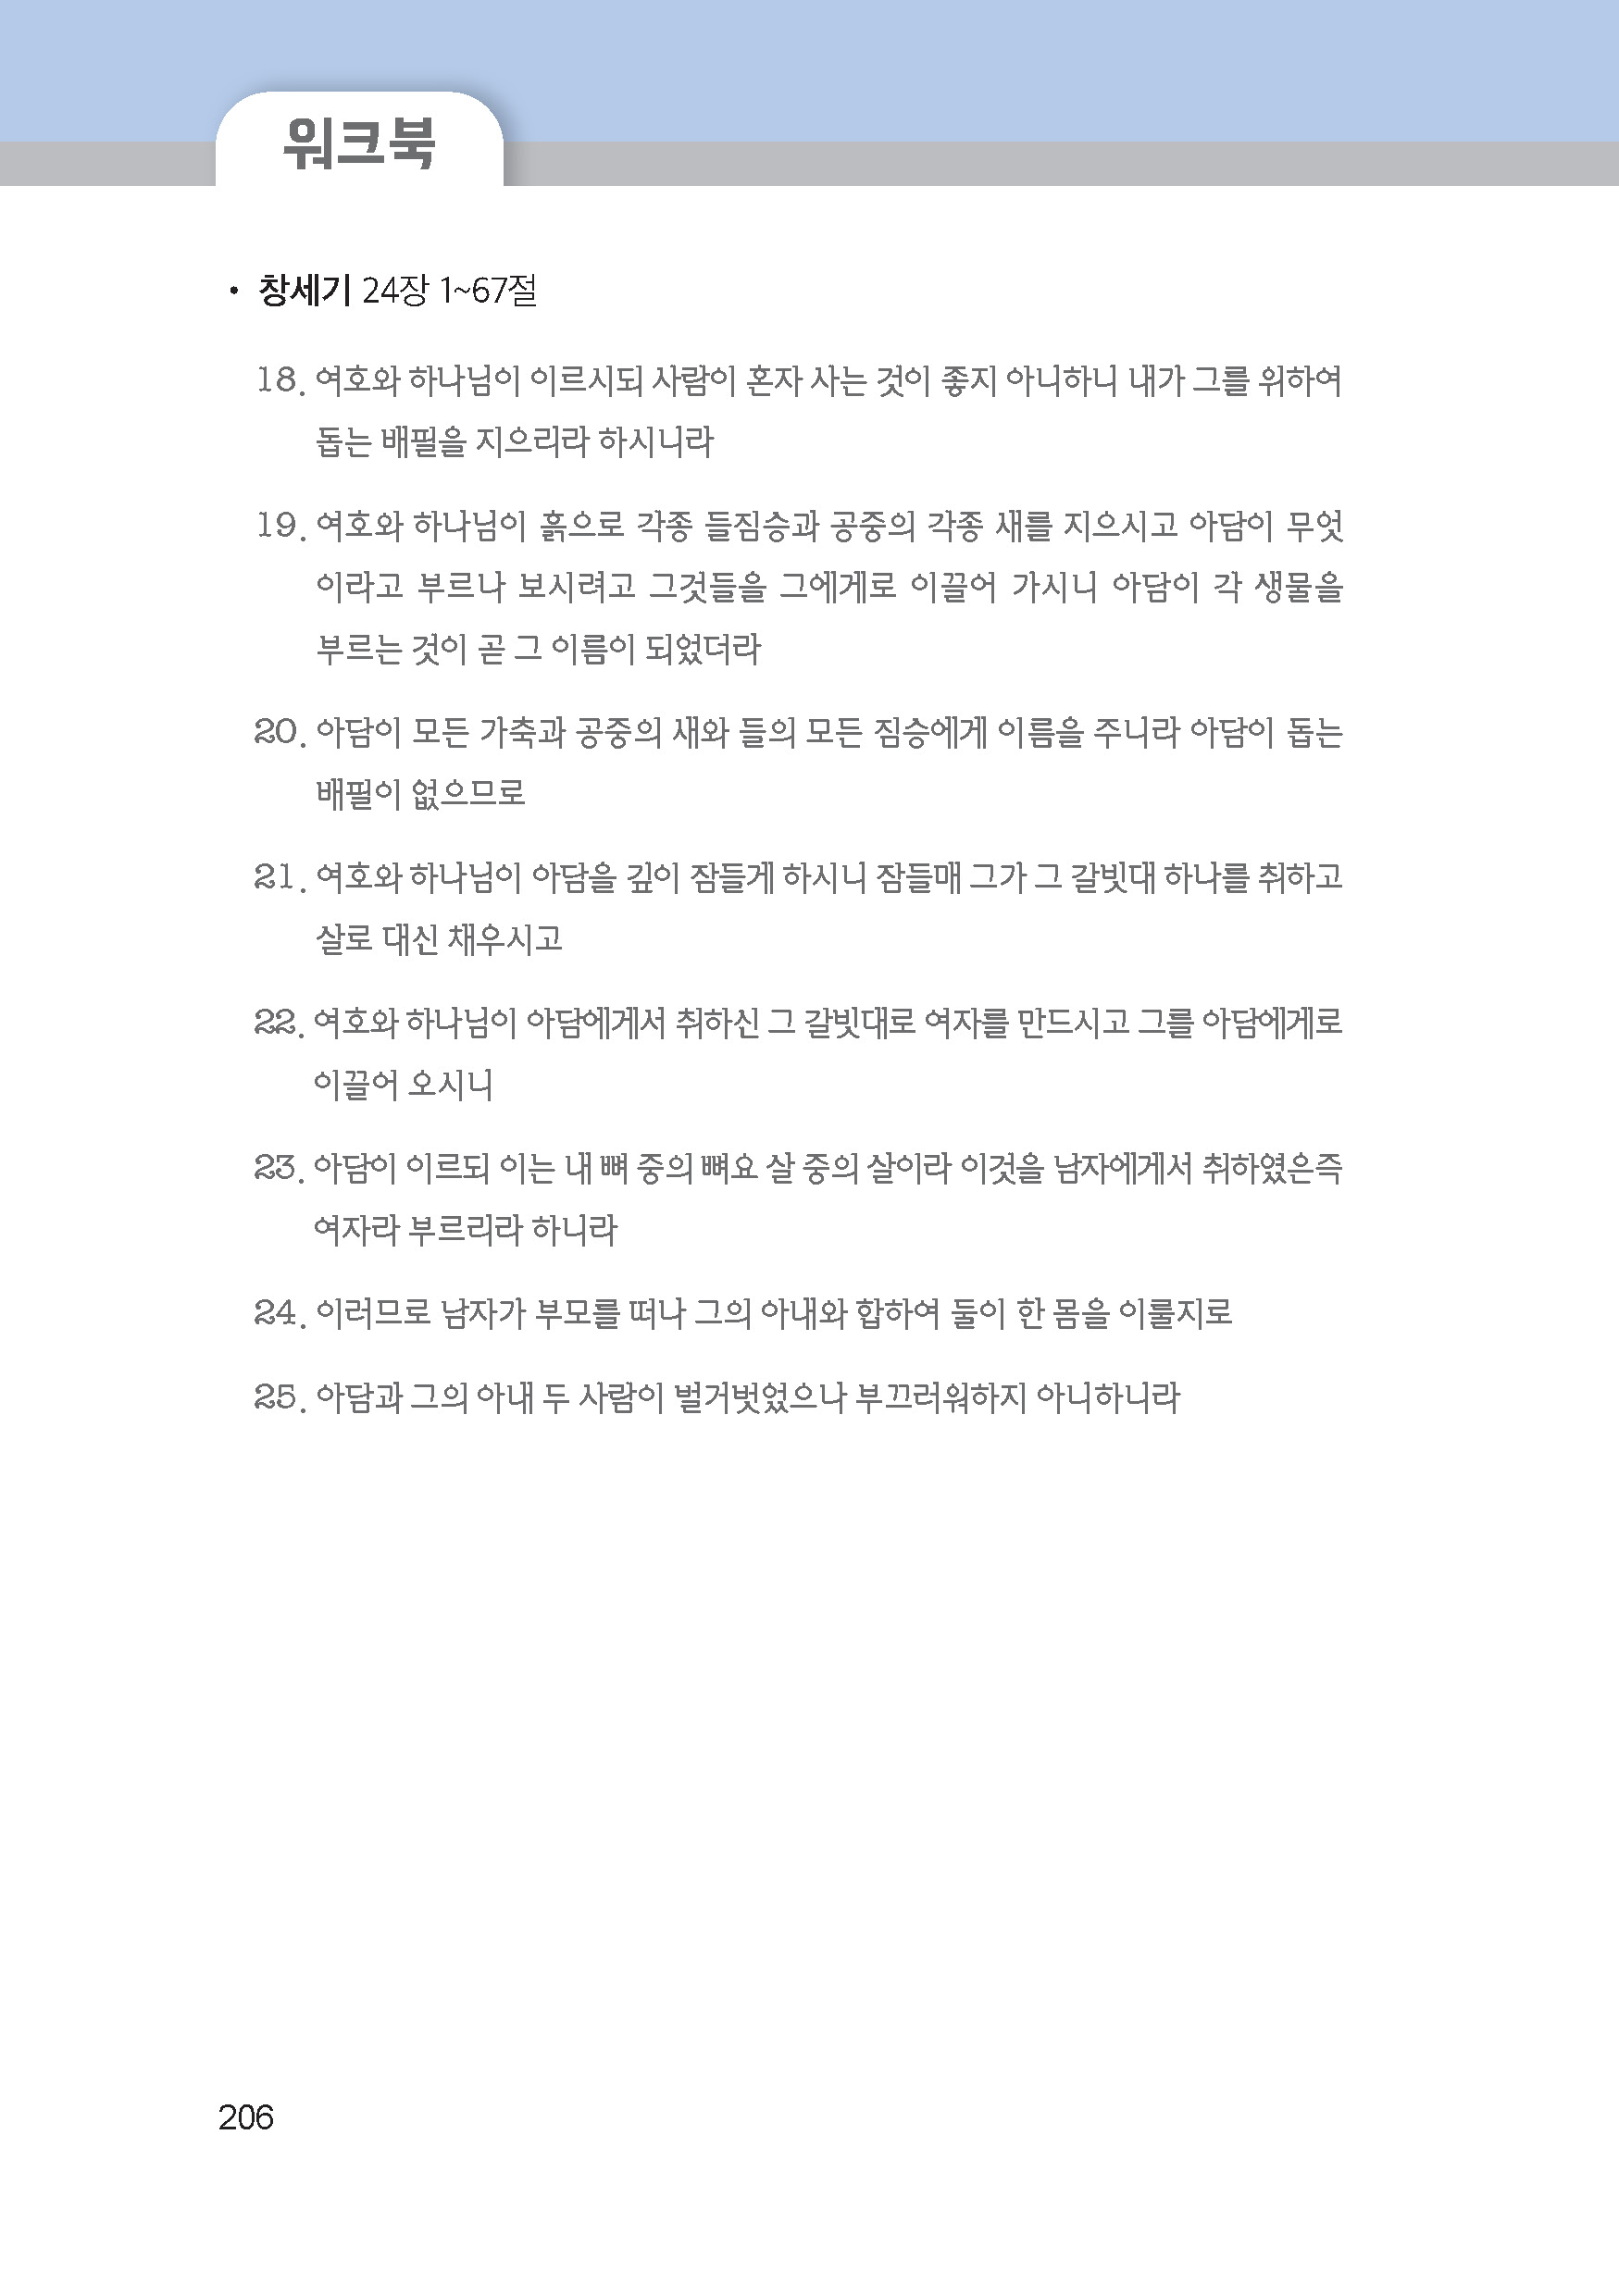 워크북
• 창세기 24장 1~67절
18. 여호와 하나님이 이르시되 사람이 혼자 사는 것이 좋지 아니하니 내가 그를 위하여
돕는 배필을 지으리라 하시니라
19. 여호와 하나님이 흙으로 각종 들짐승과 공중의 각종 새를 지으시고 아담이 무엇
이라고 부르나 보시려고 그것들을 그에게로 이끌어 가시니 아담이 각 생물을
부르는 것이 곧 그 이름이 되었더라
20. 아담이 모든 가축과 공중의 새와 들의 모든 짐승에게 이름을 주니라 아담이 돕는
배필이 없으므로
21. 여호와 하나님이 아담을 깊이 잠들게 하시니 잠들매 그가 그 갈빗대 하나를 취하고
살로 대신 채우시고
22. 여호와 하나님이 아담에게서 취하신 그 갈빗대로 여자를 만드시고 그를 아담에게로
이끌어 오시니
23. 아담이 이르되 이는 내 뼈 중의 뼈요 살 중의 살이라 이것을 남자에게서 취하였은즉
여자라 부르리라 하니라
24. 이러므로 남자가 부모를 떠나 그의 아내와 합하여 둘이 한 몸을 이룰지로
25. 아담과 그의 아내 두 사람이 벌거벗었으나 부끄러워하지 아니하니라
206